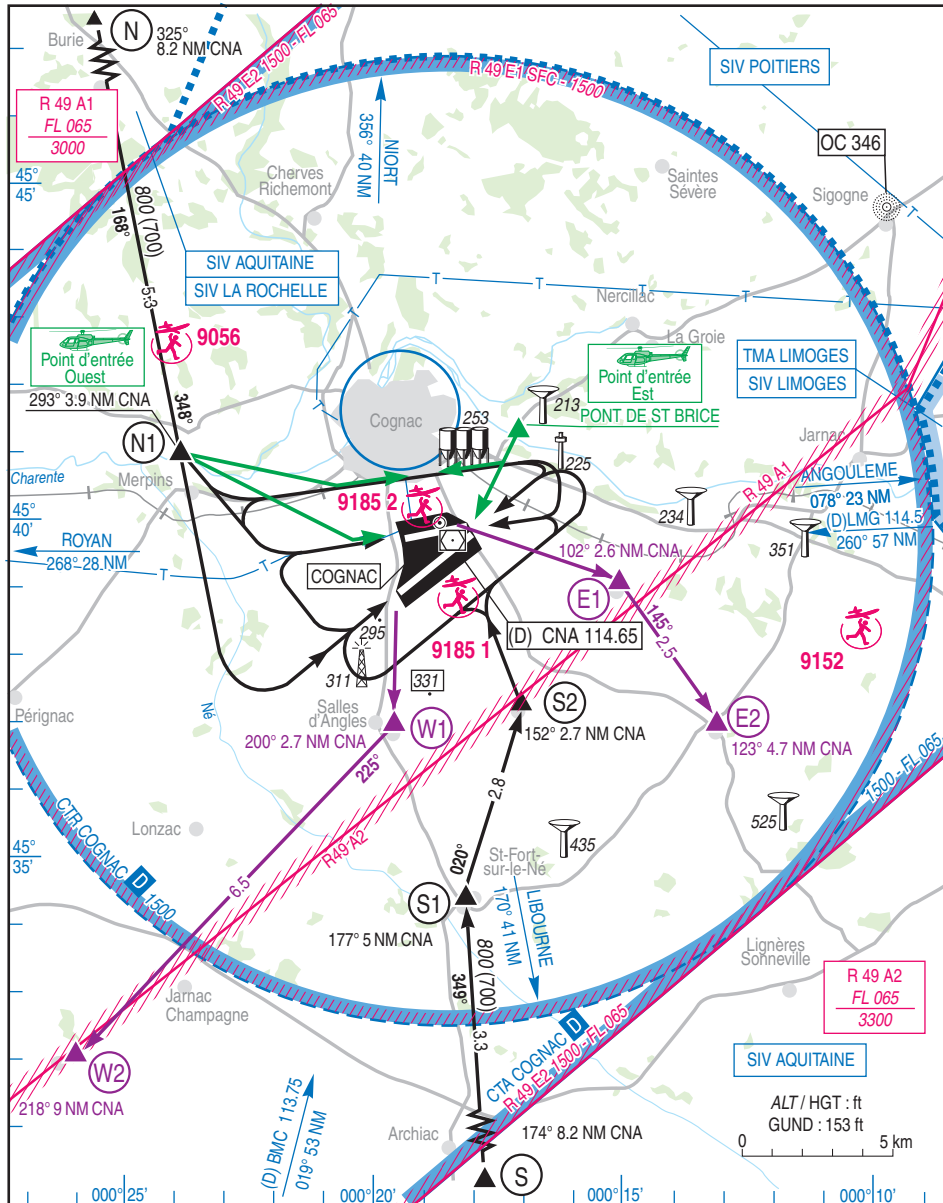 N
Burie
325°
8.2 NM CNA
R 49 E2 1500 - FL 065
R 49 E1 SFC - 1500
SIV POITIERS
R 49 A1
FL 065
3000
NIORT
356° 40 NM
OC 346
45°
45'
Cherves
Richemont
Saintes
Sévère
Sigogne
800 (700)
168°
5.3
348°
SIV AQUITAINE
SIV LA ROCHELLE
T
T
T
T
T
Nercillac
La Groie
9056
Point d'entrée
Ouest
293° 3.9 NM CNA
Point d'entrée
Est
PONT DE ST BRICE
TMA LIMOGES
SIV LIMOGES
213
Cognac
253
225
Jarnac
N1
Charente
Merpins
R 49 A1
ANGOULEME
078° 23 NM
(D)LMG 114.5
260° 57 NM
9185 2
234
351
45°
40'
ROYAN
268° 28 NM
T
T
102° 2.6 NM CNA
COGNAC
E1
145°
2.5
(D) CNA 114.65
9152
295
9185 1
311
331
Né
Pérignac
Salles
d'Angles
W1
S2
E2
200° 2.7 NM CNA
152° 2.7 NM CNA
123° 4.7 NM CNA
225°
1500 - FL 065
2.8
Lonzac
525
435
CTR COGNAC D 1500
R49 A2
45°
35'
6.5
020°
St-Fort-
sur-le-Né
S1
177° 5 NM CNA
LIBOURNE
170° 41 NM
800 (700)
349°
3.3
Lignères
Sonneville
R 49 A2
FL 065
3300
Jarnac
Champagne
CTA COGNAC D
R 49 E2 1500 - FL 065
SIV AQUITAINE
W2
218° 9 NM CNA
(D) BMC 113.75
019° 53 NM
ALT / HGT : ft
GUND : 153 ft
0
5 km
Archiac
174° 8.2 NM CNA
S
000° 25'
000° 20'
000° 15'
000° 10'